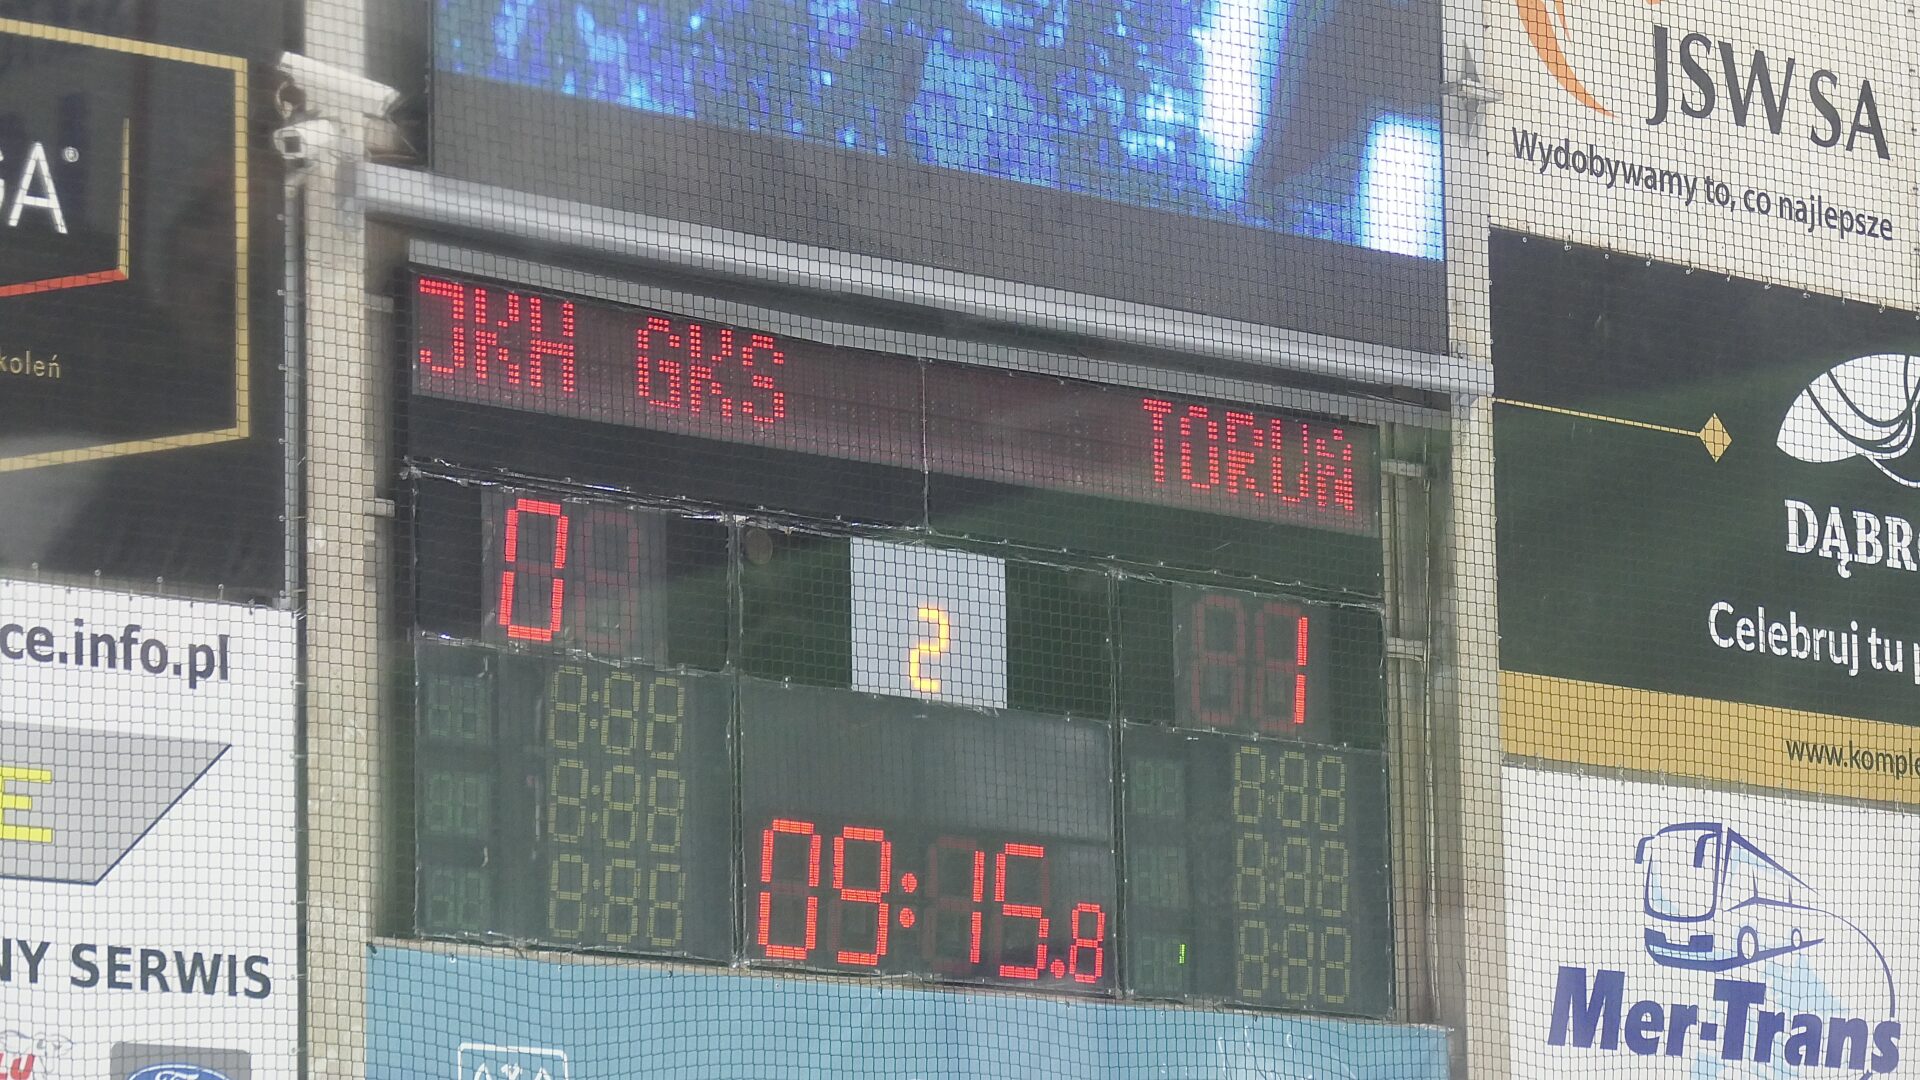 JSW SA
Wydobywamy to, co najlepsze
GA®
koleń
JKH GKS TORUŃ
0 2 1
09:15.8
ce.info.pl
E
NY SERWIS
DĄBR
Celebruj tu
www.komple
Mer-Trans